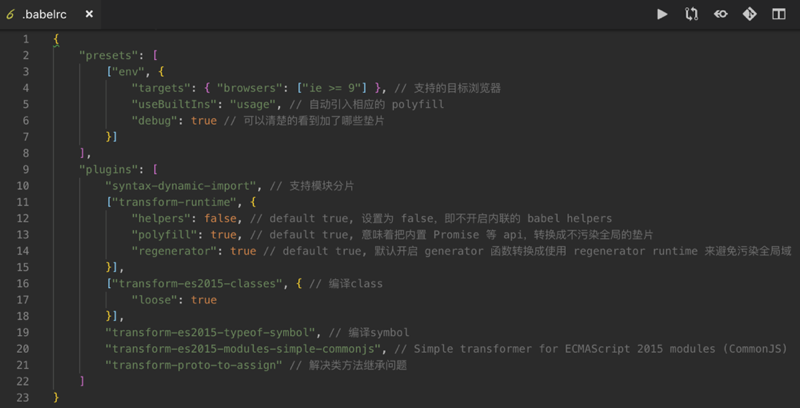 .babelrc ×
1 {
2 "presets": [
3 ["env", {
4 "targets": { "browsers": ["ie >= 9"] }, // 支持的目标浏览器
5 "useBuiltIns": "usage", // 自动引入相应的 polyfill
6 "debug": true // 可以清楚的看到加了哪些垫片
7 }]
8 ],
9 "plugins": [
10 "syntax-dynamic-import", // 支持模块分片
11 ["transform-runtime", {
12 "helpers": false, // default true, 设置为 false，即不开启内联的 babel helpers
13 "polyfill": true, // default true, 意味着把内置 Promise 等 api，转换成不污染全局的垫片
14 "regenerator": true // default true, 默认开启 generator 函数转换成使用 regenerator runtime 来避免污染全局域
15 }],
16 ["transform-es2015-classes", { // 编译class
17 "loose": true
18 }],
19 "transform-es2015-typeof-symbol", // 编译symbol
20 "transform-es2015-modules-simple-commonjs", // Simple transformer for ECMAScript 2015 modules (CommonJS)
21 "transform-proto-to-assign" // 解决类方法继承问题
22 ]
23 }